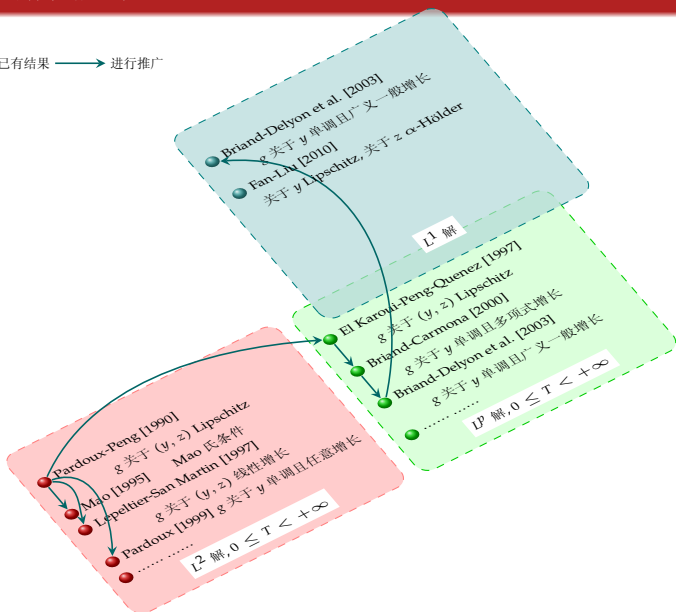 已有结果 进行推广
Briand-Delyon et al. [2003]
g 关于 y 单调且广义一般增长
Fan-Liu [2010]
关于 y Lipschitz, 关于 z α-Hölder
L¹ 解
El Karoui-Peng-Quenez [1997]
g 关于 (y, z) Lipschitz
Briand-Carmona [2000]
g 关于 y 单调且多项式增长
Briand-Delyon et al. [2003]
g 关于 y 单调且广义一般增长
…… ……
Lᵖ 解, 0 ≤ T < +∞
Pardoux-Peng [1990]
g 关于 (y, z) Lipschitz
Mao [1995] Mao 氏条件
Lepeltier-San Martin [1997]
g 关于 (y, z) 线性增长
Pardoux [1999] g 关于 y 单调且任意增长
…… ……
L² 解, 0 ≤ T < +∞